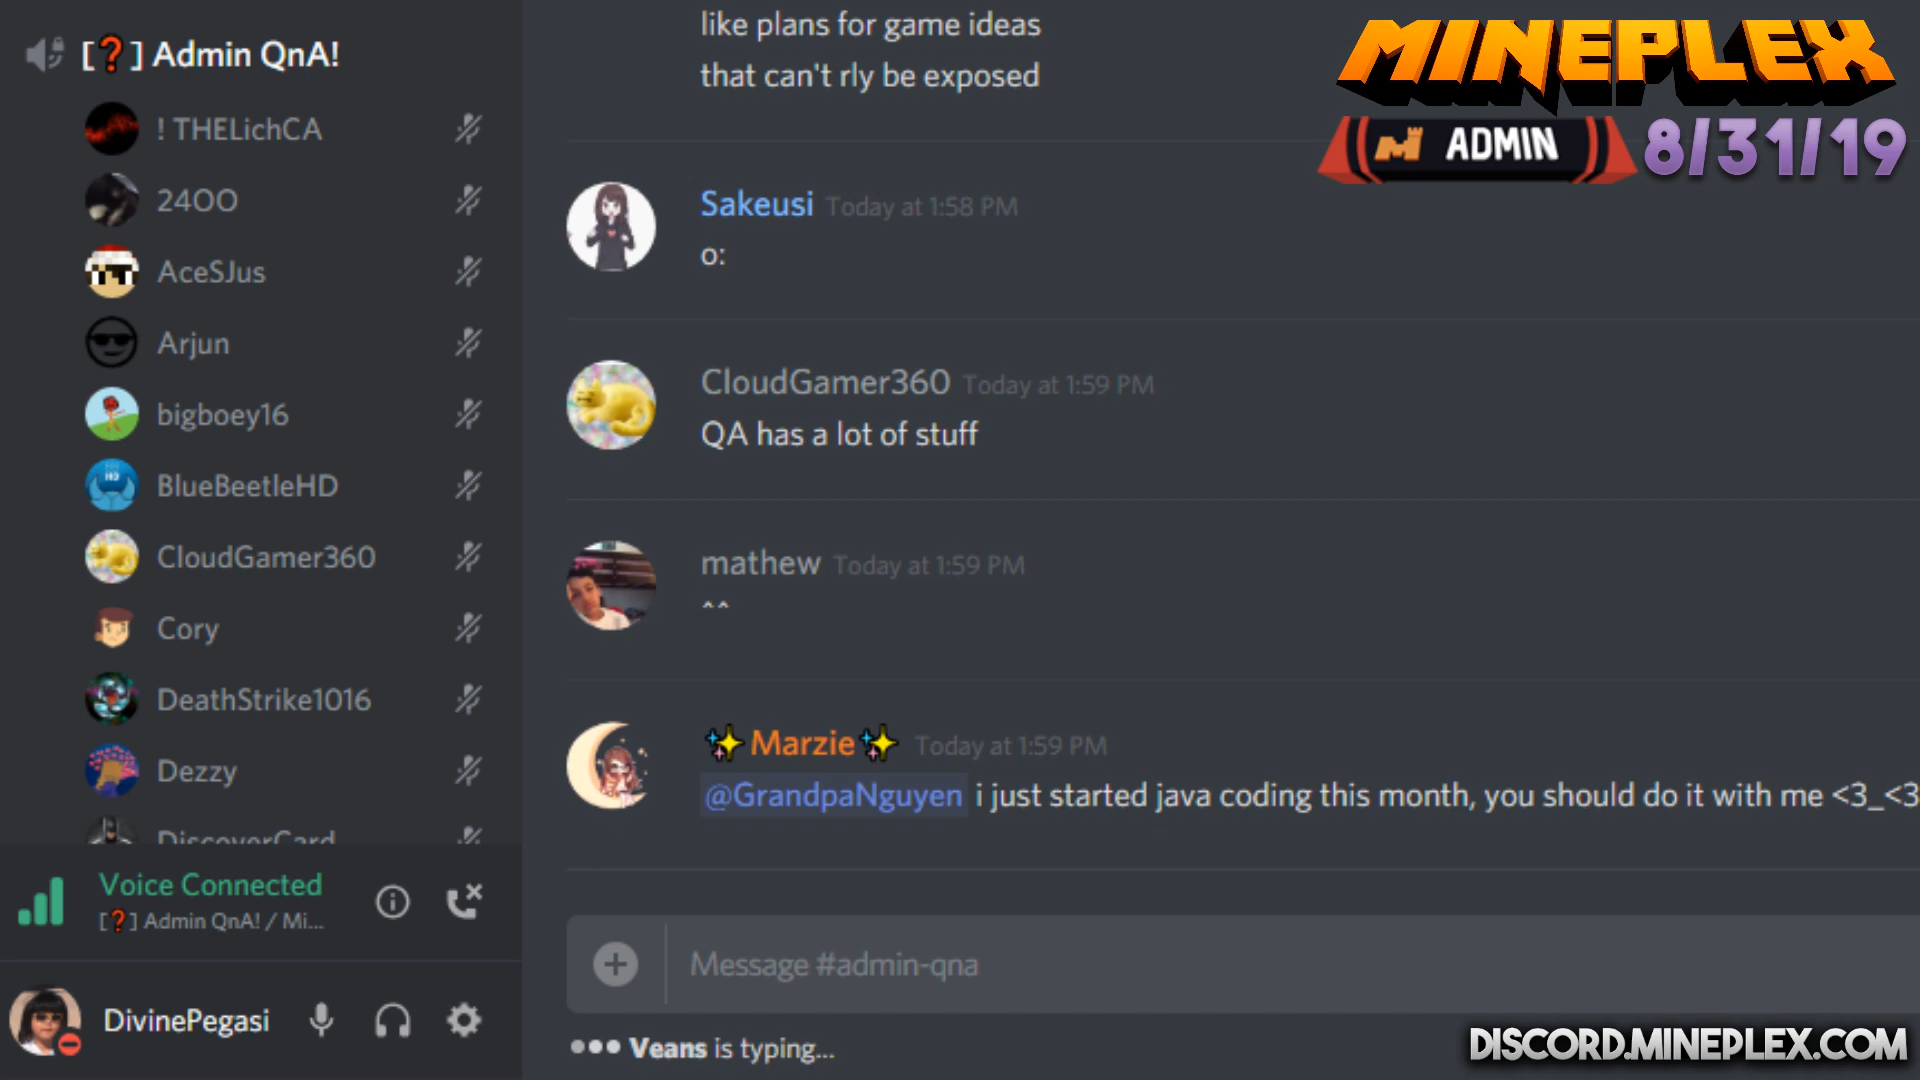 [❓] Admin QnA!
! THELichCA
24OO
AceSJus
Arjun
bigboey16
BlueBeetleHD
CloudGamer360
Cory
DeathStrike1016
Dezzy
DiscoverCard
Voice Connected
[❓] Admin QnA! / Mi...
DivinePegasi
like plans for game ideas
that can't rly be exposed
Sakeusi Today at 1:58 PM
o:
CloudGamer360 Today at 1:59 PM
QA has a lot of stuff
mathew Today at 1:59 PM
^^
✨Marzie✨ Today at 1:59 PM
@GrandpaNguyen i just started java coding this month, you should do it with me <3_<3
Message #admin-qna
Veans is typing...
MINEPLEX
ADMIN 8/31/19
DISCORD.MINEPLEX.COM